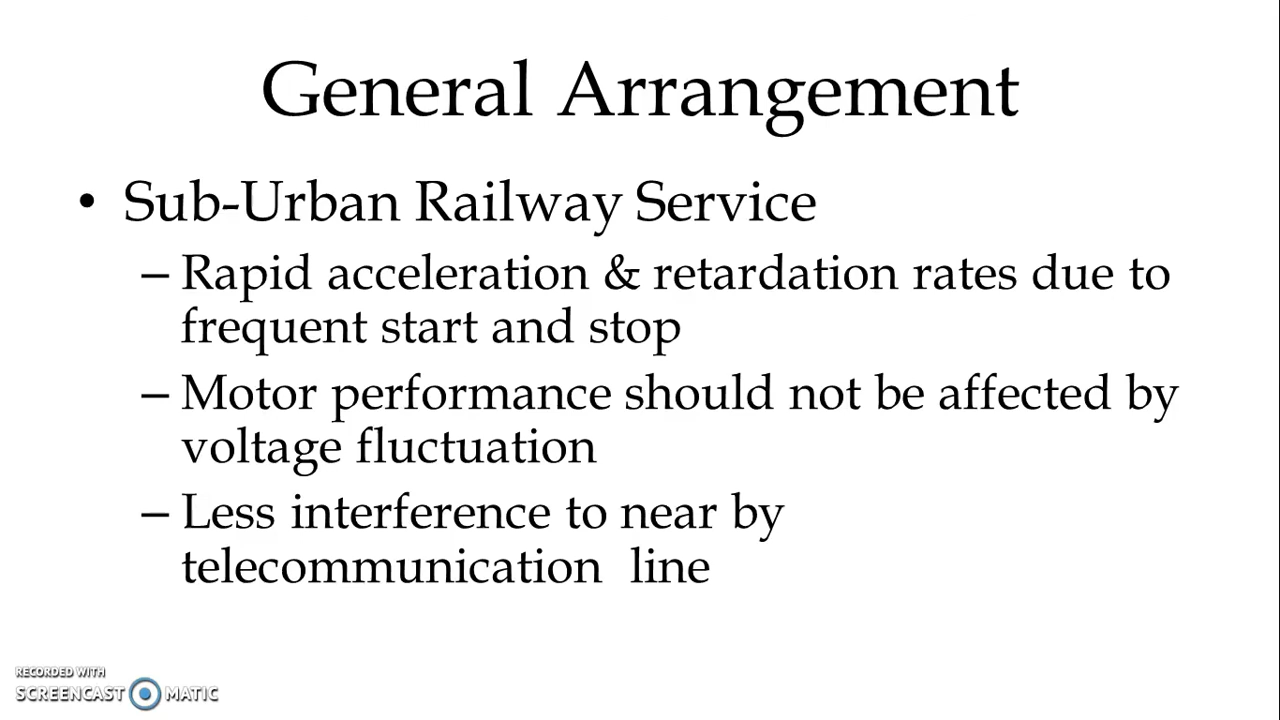 General Arrangement
• Sub-Urban Railway Service
– Rapid acceleration & retardation rates due to
frequent start and stop
– Motor performance should not be affected by
voltage fluctuation
– Less interference to near by
telecommunication line
RECORDED WITH
SCREENCAST MATIC